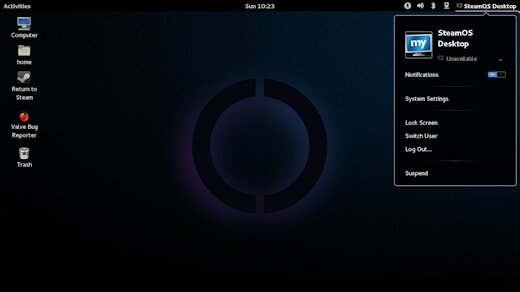 Activities
Sun 10:23
SteamOS Desktop
Computer
home
Return to
Steam
Valve Bug
Reporter
Trash
my
SteamOS
Desktop
Unavailable
Notifications
System Settings
Lock Screen
Switch User
Log Out...
Suspend